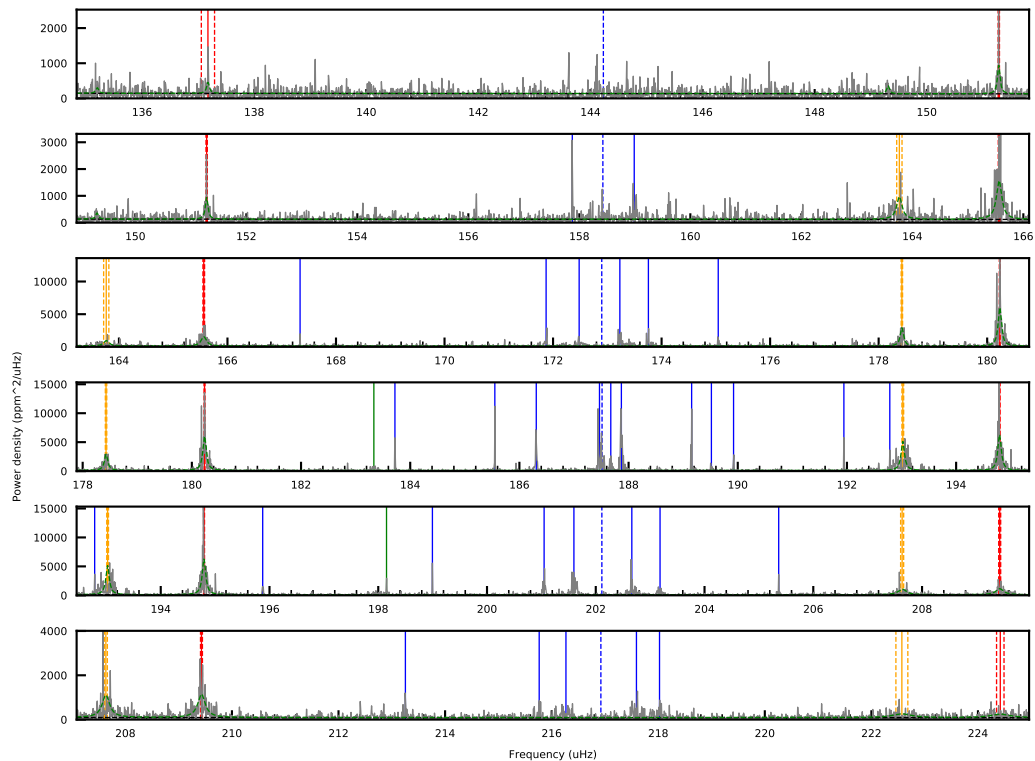 2000
1000
0
136 138 140 142 144 146 148 150
3000
2000
1000
0
150 152 154 156 158 160 162 164 166
10000
5000
0
164 166 168 170 172 174 176 178 180
Power density (ppm^2/uHz)
15000
10000
5000
0
178 180 182 184 186 188 190 192 194
15000
10000
5000
0
194 196 198 200 202 204 206 208
4000
2000
0
208 210 212 214 216 218 220 222 224
Frequency (uHz)